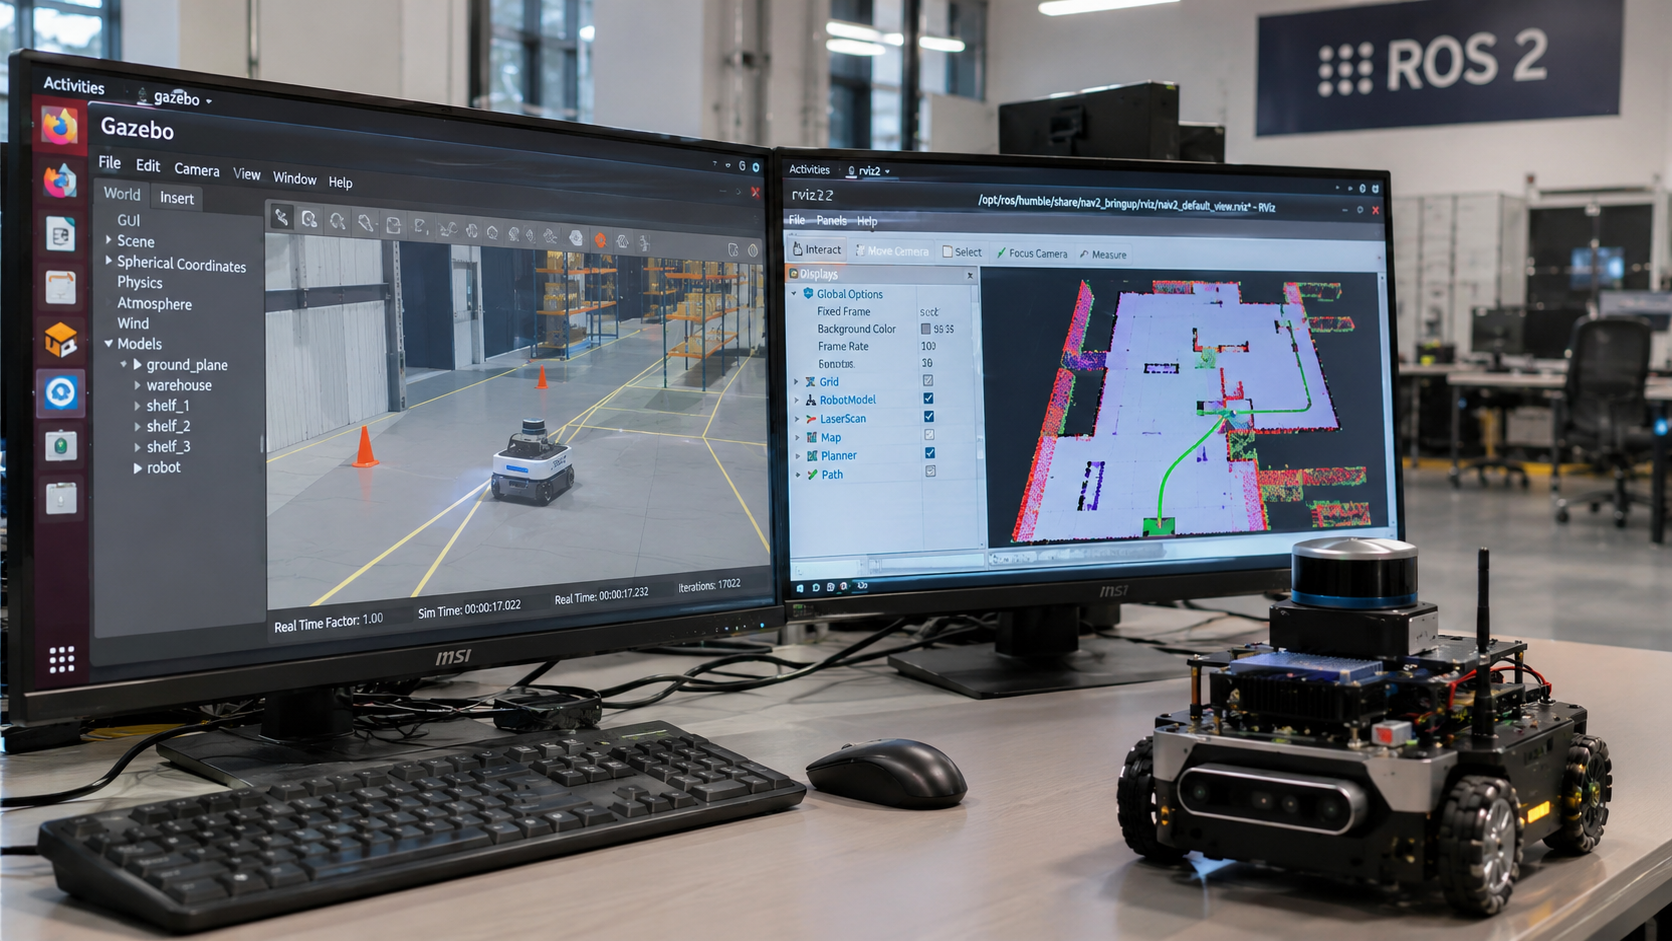 Activities
gazebo
Gazebo
File Edit Camera View Window Help
World Insert
GUI
Scene
Spherical Coordinates
Physics
Atmosphere
Wind
Models
ground_plane
warehouse
shelf_1
shelf_2
shelf_3
robot
Real Time Factor: 1.00 Sim Time: 00:00:17.022 Real Time: 00:00:17.232 Iterations: 17022
msi
Activities rviz2
rviz2.2 /opt/ros/humble/share/nav2_bringup/rviz/nav2_default_view.rviz* - RViz
File Panels Help
Interact Move Camera Select Focus Camera Measure
Displays
Global Options
Fixed Frame
Background Color
Frame Rate
30
Grid
RobotModel
LaserScan
Map
Planner
Path
msi
ROS 2